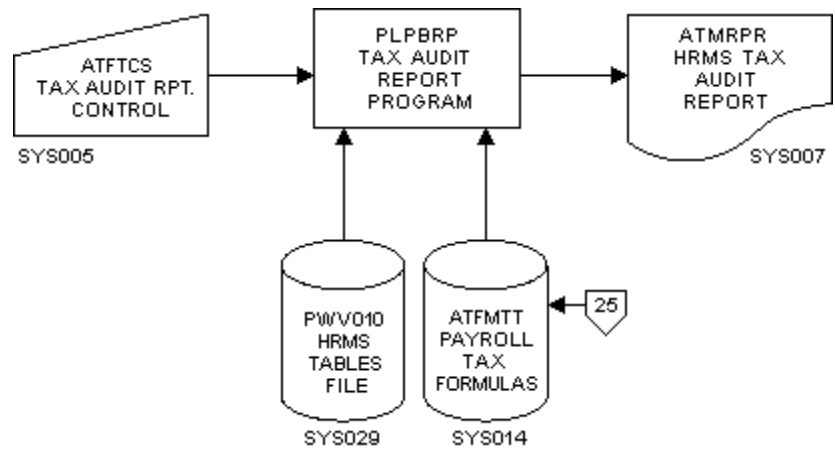 ATFTCS
TAX AUDIT RPT.
CONTROL
SYS005
PLPBRP
TAX AUDIT
REPORT
PROGRAM
ATMRPR
HRMS TAX
AUDIT
REPORT
SYS007
PWV010
HRMS
TABLES
FILE
SYS029
ATFMTT
PAYROLL
TAX
FORMULAS
SYS014
25